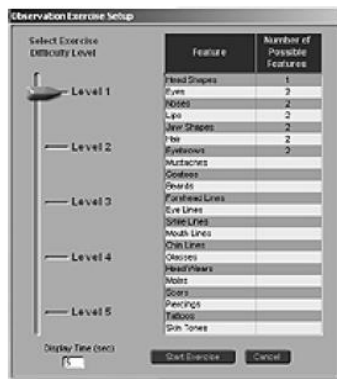 Observation Exercise Setup
Select Exercise
Difficulty Level
Level 1
Level 2
Level 3
Level 4
Level 5
Display Time (sec)
Feature
Number of
Possible
Features
Head Shapes 1
Eyes 2
Noses 2
Lips 2
Jaw Shapes 2
Hair 2
Eyebrows 2
Mustaches
Goatees
Beards
Forehead Lines
Eye Lines
Smile Lines
Mouth Lines
Chin Lines
Glasses
Head Wears
Moles
Scars
Piercings
Tattoos
Skin Tones
Start Exercise
Cancel